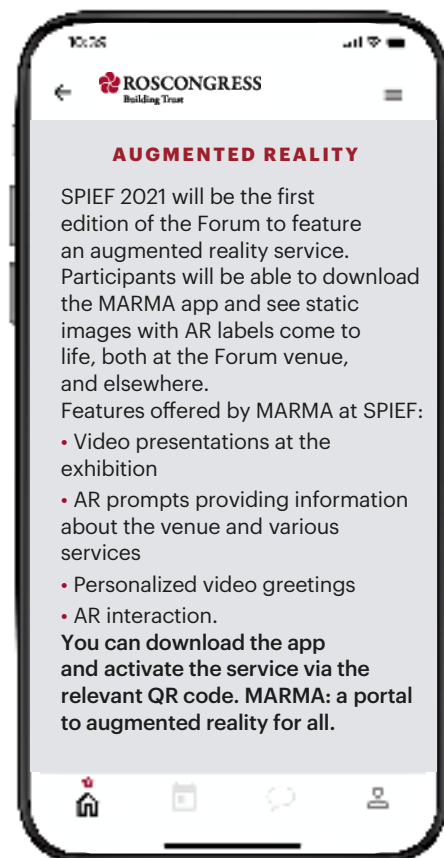 10:38
ROSCONGRESS
Building Trust
AUGMENTED REALITY
SPIEF 2021 will be the first
edition of the Forum to feature
an augmented reality service.
Participants will be able to download
the MARMA app and see static
images with AR labels come to
life, both at the Forum venue,
and elsewhere.
Features offered by MARMA at SPIEF:
• Video presentations at the
exhibition
• AR prompts providing information
about the venue and various
services
• Personalized video greetings
• AR interaction.
You can download the app
and activate the service via the
relevant QR code. MARMA: a portal
to augmented reality for all.